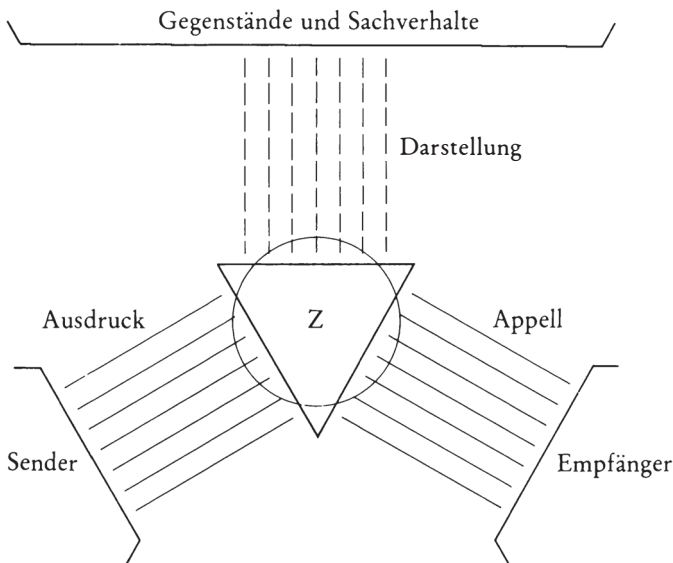 Gegenstände und Sachverhalte
Darstellung
Ausdruck
Z
Appell
Sender
Empfänger